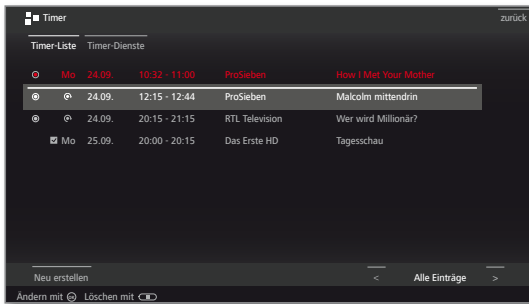 Timer zurück
Timer-Liste Timer-Dienste
Mo 24.09. 10:32 - 11:00 ProSieben How I Met Your Mother
24.09. 12:15 - 12:44 ProSieben Malcolm mittendrin
24.09. 20:15 - 21:15 RTL Television Wer wird Millionär?
Mo 25.09. 20:00 - 20:15 Das Erste HD Tagesschau
Neu erstellen < Alle Einträge >
Ändern mit OK Löschen mit